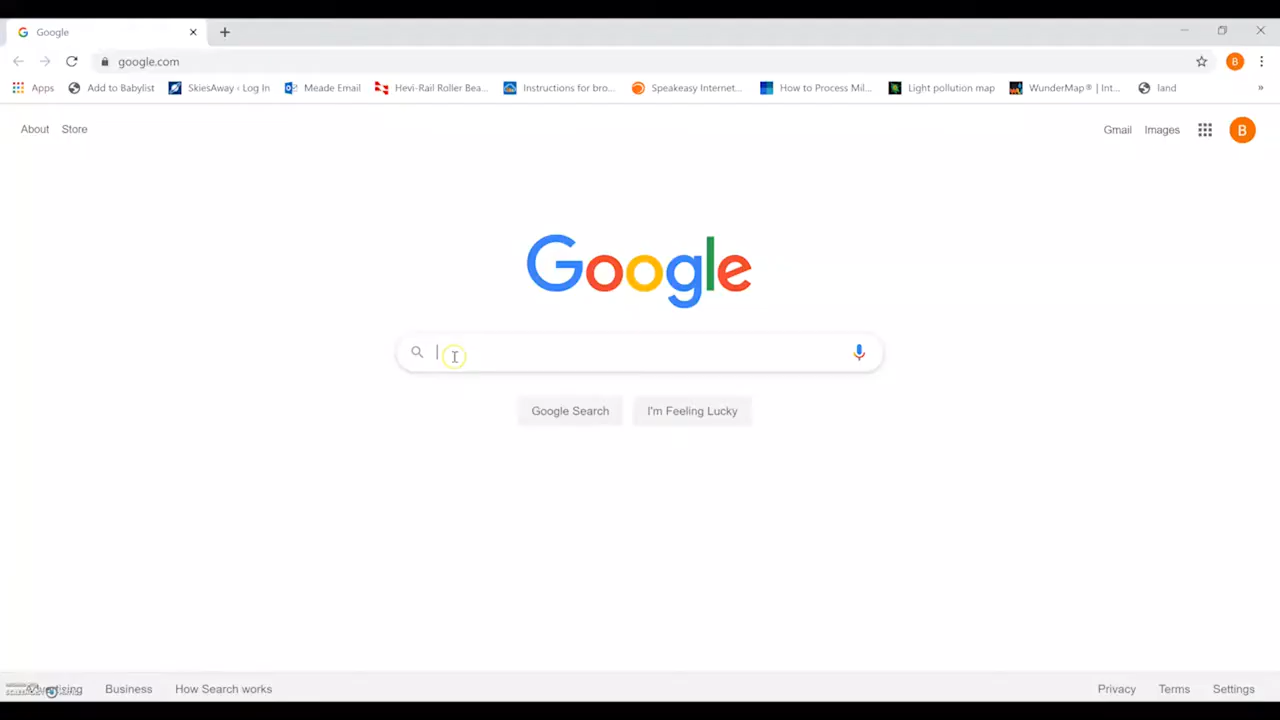 Google
google.com
B
Apps Add to Babylist SkiesAway ‹ Log In Meade Email Hevi-Rail Roller Bea... Instructions for bro... Speakeasy Internet... How to Process Mil... Light pollution map WunderMap® | Int... land »
About Store Gmail Images B
Google
Google Search I'm Feeling Lucky
Business How Search works Privacy Terms Settings